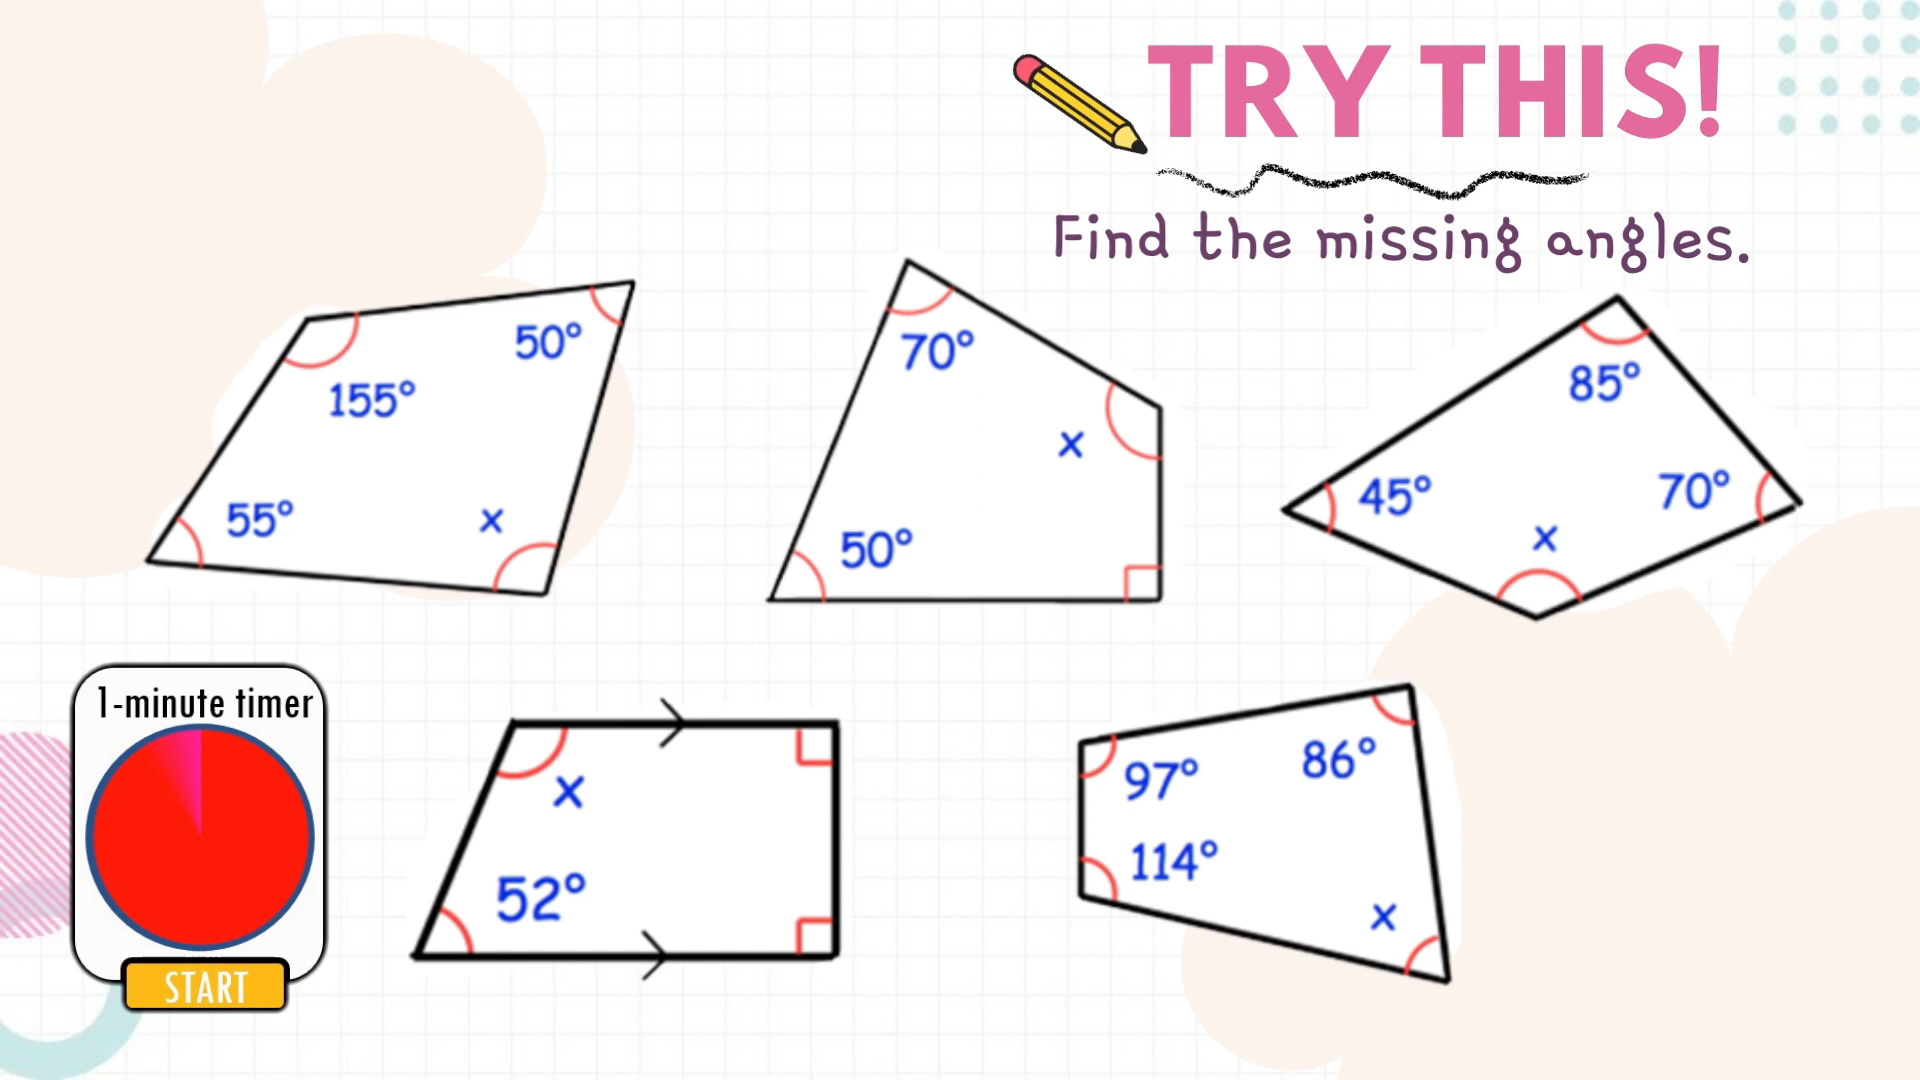 TRY THIS!
Find the missing angles.
155°
50°
55°
x
70°
x
50°
85°
45°
70°
x
1-minute timer
START
x
52°
97°
86°
114°
x